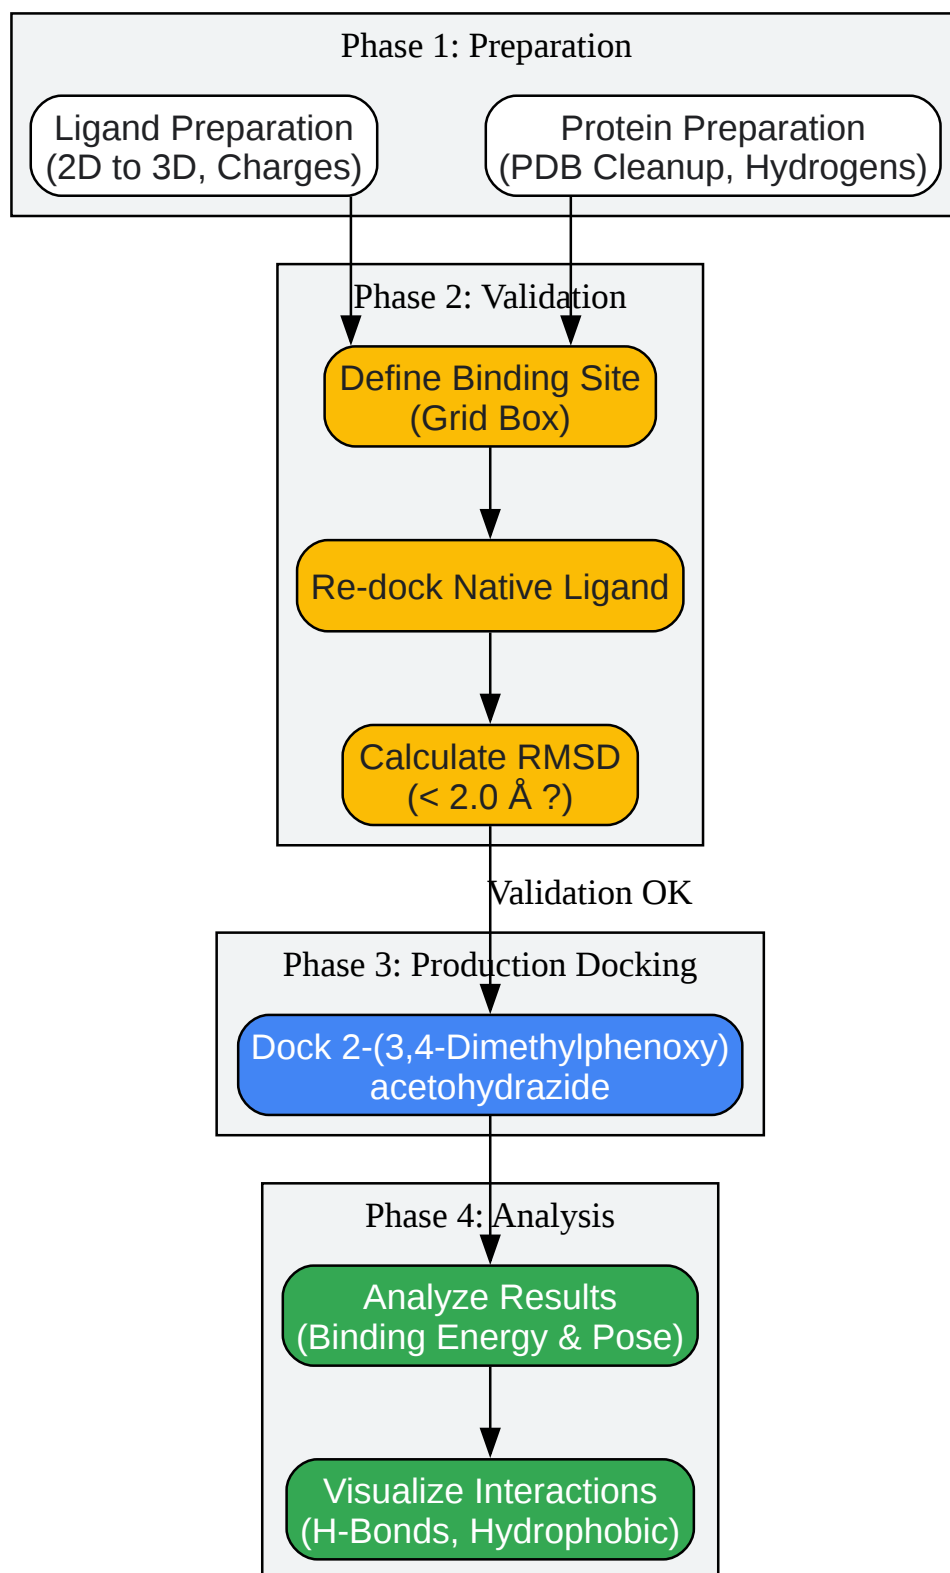 Phase 1: Preparation
Ligand Preparation
(2D to 3D, Charges)
Protein Preparation
(PDB Cleanup, Hydrogens)
Phase 2: Validation
Define Binding Site
(Grid Box)
Re-dock Native Ligand
Calculate RMSD
(< 2.0 Å ?)
Validation OK
Phase 3: Production Docking
Dock 2-(3,4-Dimethylphenoxy)
acetohydrazide
Phase 4: Analysis
Analyze Results
(Binding Energy & Pose)
Visualize Interactions
(H-Bonds, Hydrophobic)